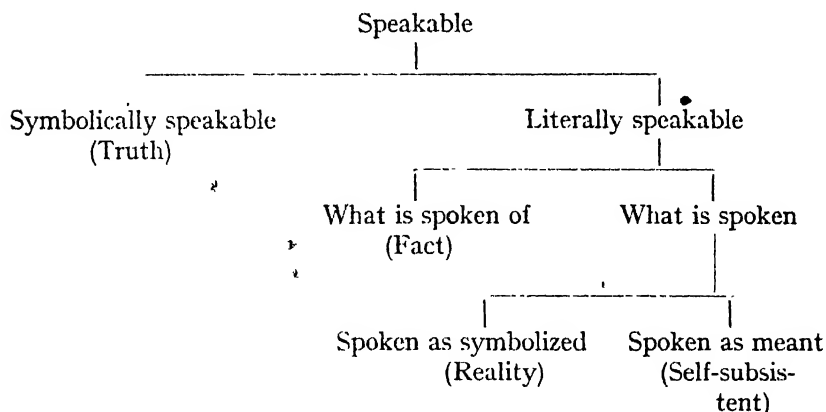 Speakable
Symbolically speakable
(Truth)
Literally speakable
What is spoken of
(Fact)
What is spoken
Spoken as symbolized
(Reality)
Spoken as meant
(Self-subsis-
tent)